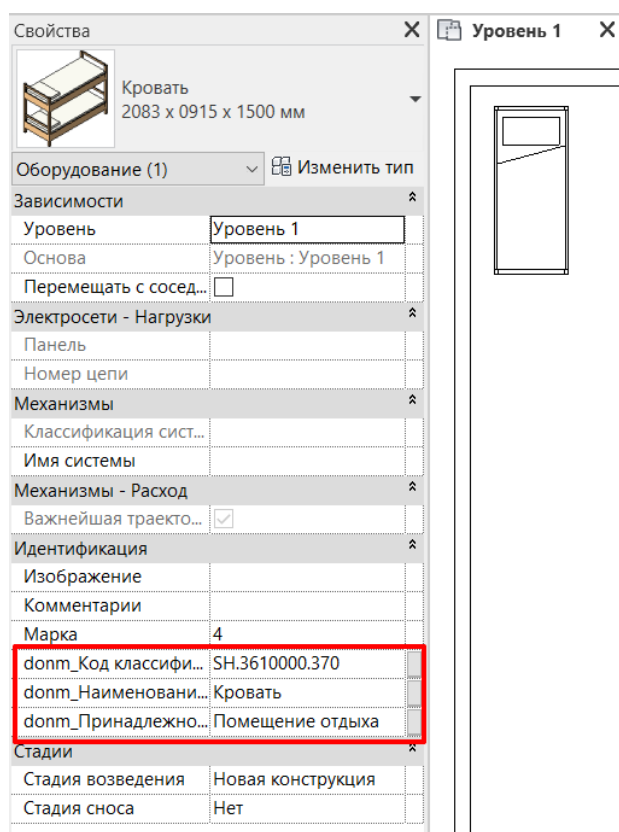 Свойства
Уровень 1
Кровать
2083 x 0915 x 1500 мм
Оборудование (1)
Изменить тип
Зависимости
Уровень Уровень 1
Основа Уровень : Уровень 1
Перемещать с сосед...
Электросети - Нагрузки
Панель
Номер цепи
Механизмы
Классификация сист...
Имя системы
Механизмы - Расход
Важнейшая траекто...
Идентификация
Изображение
Комментарии
Марка 4
donm_Код классифи... SH.3610000.370
donm_Наименовани... Кровать
donm_Принадлежно... Помещение отдыха
Стадии
Стадия возведения Новая конструкция
Стадия сноса Нет